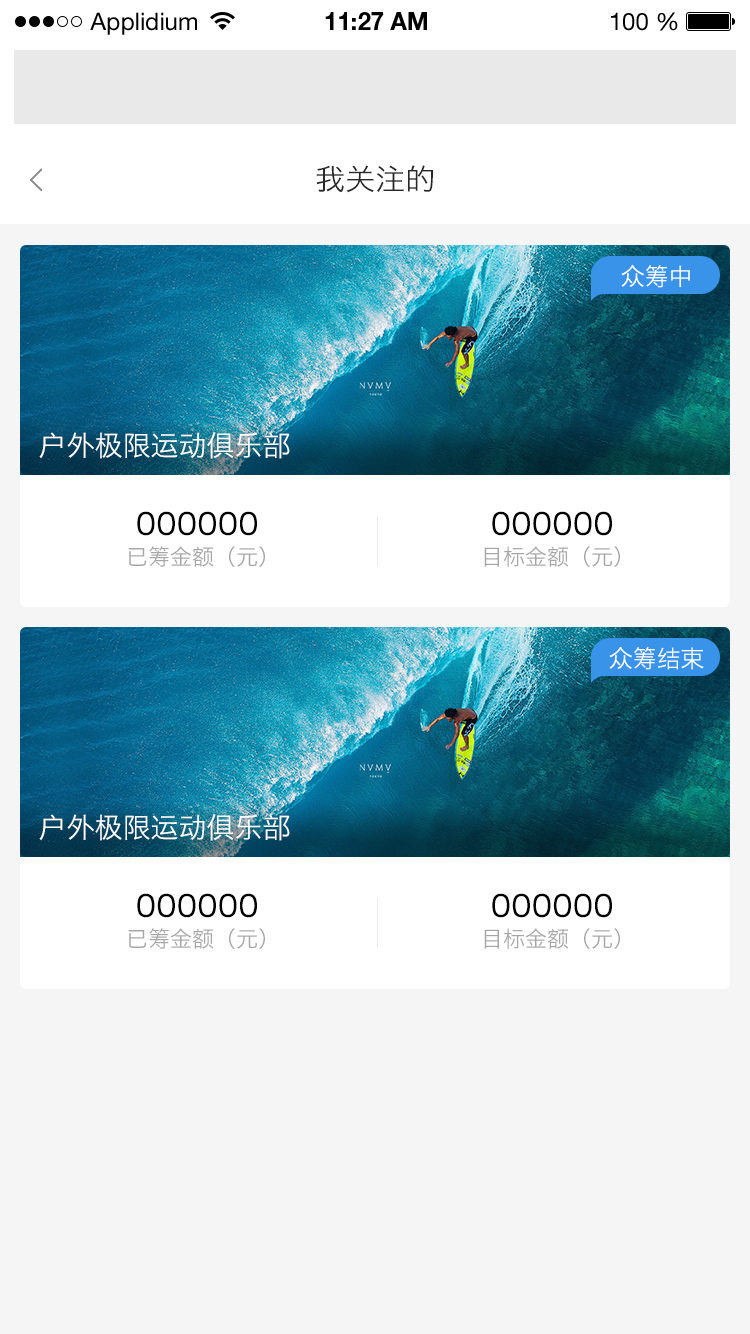 Applidium 11:27 AM 100 %
我关注的
众筹中
NVMV
TOKYO
户外极限运动俱乐部
000000 000000
已筹金额（元） 目标金额（元）
众筹结束
NVMV
TOKYO
户外极限运动俱乐部
000000 000000
已筹金额（元） 目标金额（元）